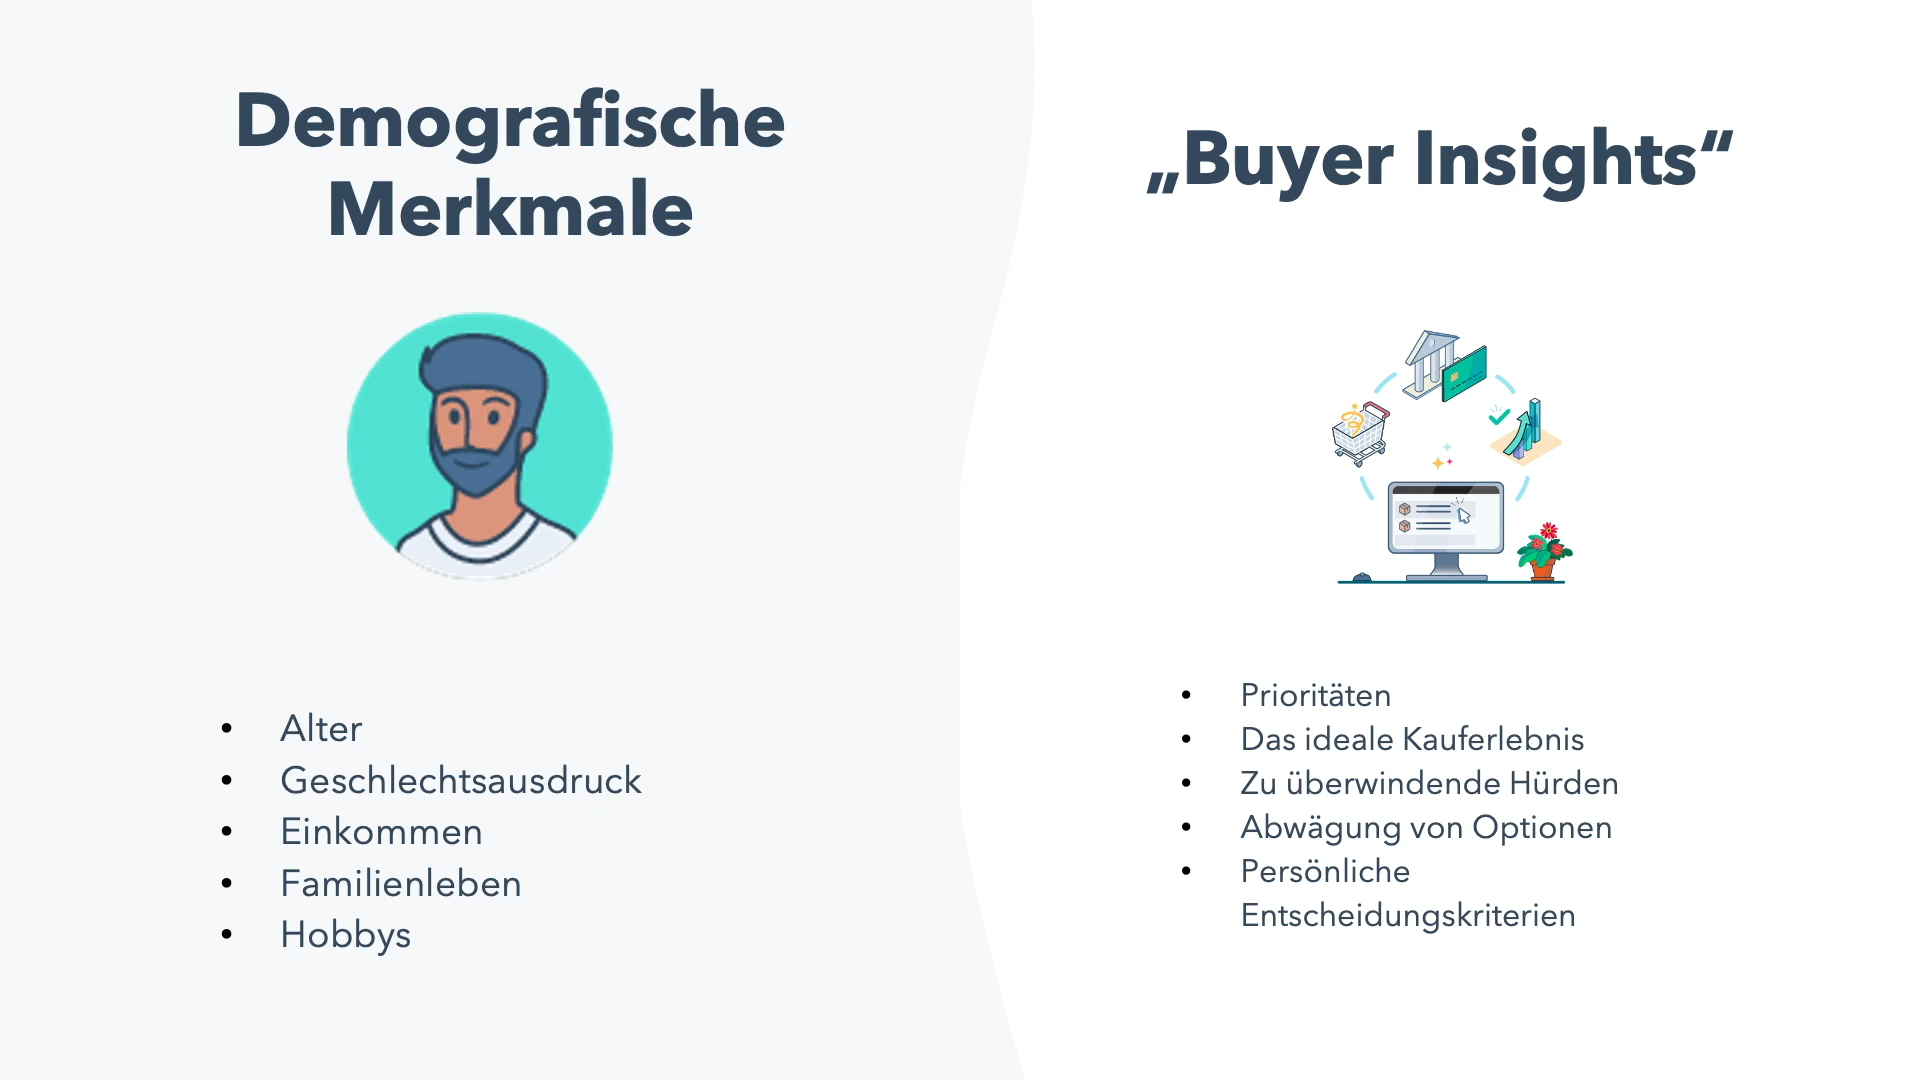 Demografische
Merkmale
• Alter
• Geschlechtsausdruck
• Einkommen
• Familienleben
• Hobbys
„Buyer Insights“
• Prioritäten
• Das ideale Kauferlebnis
• Zu überwindende Hürden
• Abwägung von Optionen
• Persönliche
Entscheidungskriterien